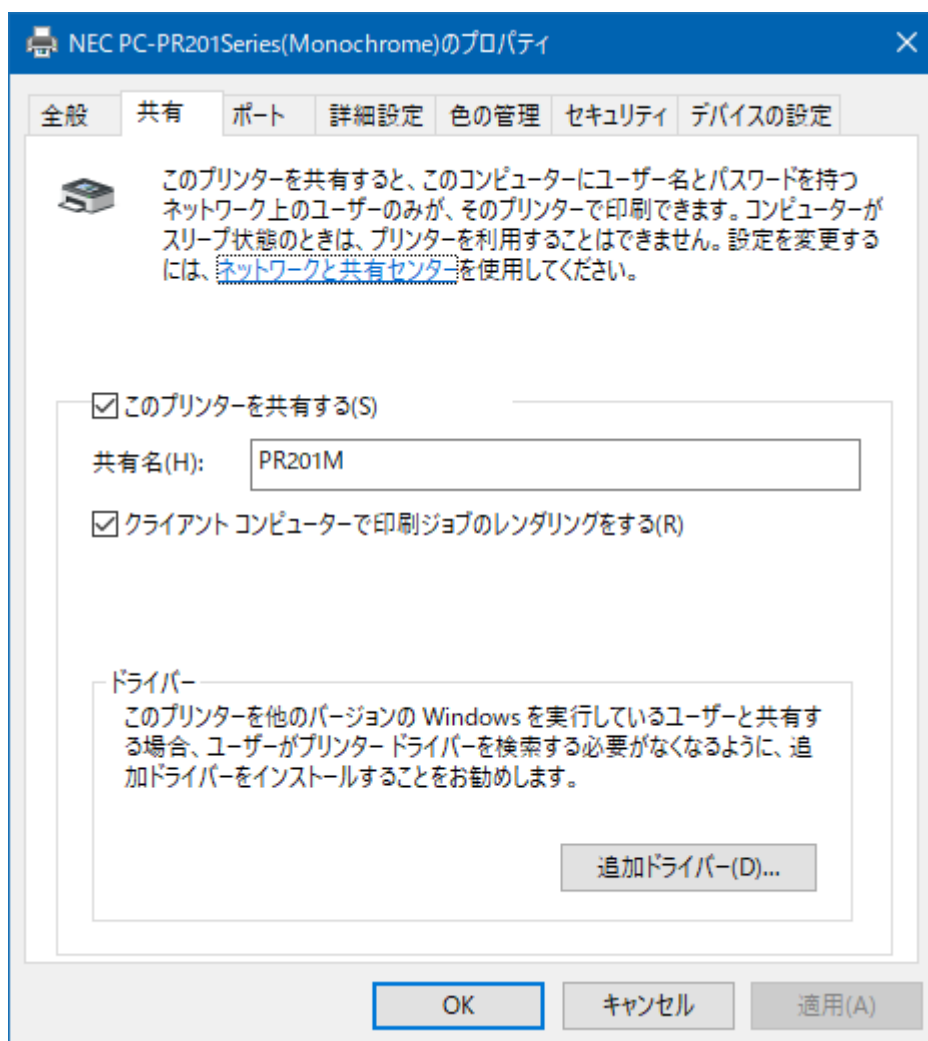 NEC PC-PR201Series(Monochrome)のプロパティ
全般 共有 ポート 詳細設定 色の管理 セキュリティ デバイスの設定
このプリンターを共有すると、このコンピューターにユーザー名とパスワードを持つ
ネットワーク上のユーザーのみが、そのプリンターで印刷できます。コンピューターが
スリープ状態のときは、プリンターを利用することはできません。設定を変更する
には、ネットワークと共有センターを使用してください。
このプリンターを共有する(S)
共有名(H): PR201M
クライアント コンピューターで印刷ジョブのレンダリングをする(R)
ドライバー
このプリンターを他のバージョンの Windows を実行しているユーザーと共有す
る場合、ユーザーがプリンター ドライバーを検索する必要がなくなるように、追
加ドライバーをインストールすることをお勧めします。
追加ドライバー(D)...
OK キャンセル 適用(A)